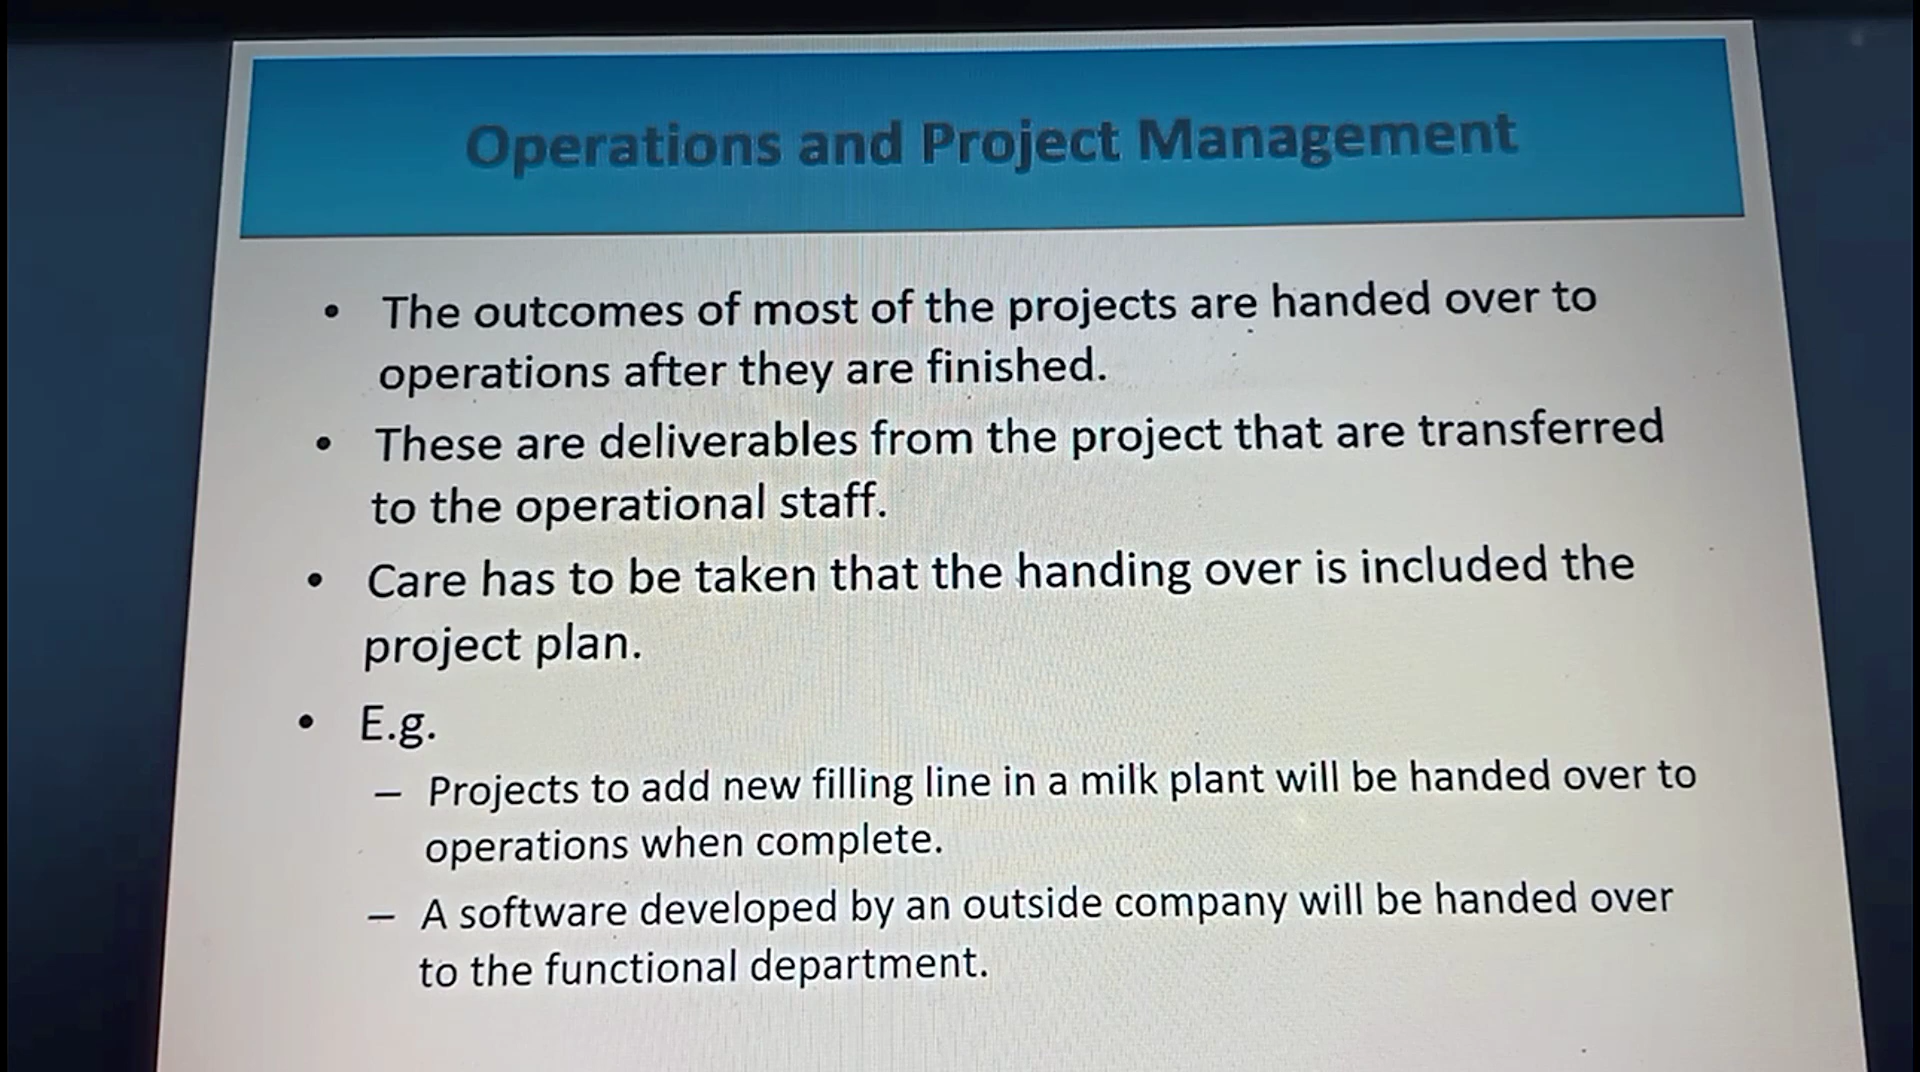 Operations and Project Management
• The outcomes of most of the projects are handed over to
operations after they are finished.
• These are deliverables from the project that are transferred
to the operational staff.
• Care has to be taken that the handing over is included the
project plan.
• E.g.
– Projects to add new filling line in a milk plant will be handed over to
operations when complete.
– A software developed by an outside company will be handed over
to the functional department.